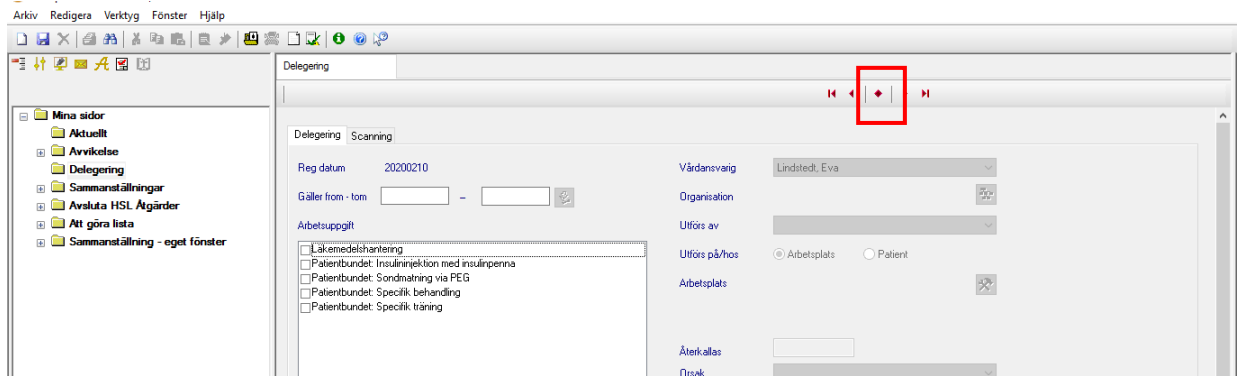 Arkiv Redigera Verktyg Fönster Hjälp
Delegering
Mina sidor
Aktuellt
Avvikelse
Delegering
Sammanställningar
Avsluta HSL Åtgärder
Att göra lista
Sammanställning - eget fönster
Delegering Scanning
Reg datum 20200210
Vårdansvarig Lindstedt, Eva
Gäller from - tom –
Organisation
Arbetsuppgift
Utförs av
Läkemedelshantering
Patientbundet: Insulininjektion med insulinpenna
Patientbundet: Sondmatning via PEG
Patientbundet: Specifik behandling
Patientbundet: Specifik träning
Utförs på/hos Arbetsplats Patient
Arbetsplats
Återkallas
Orsak